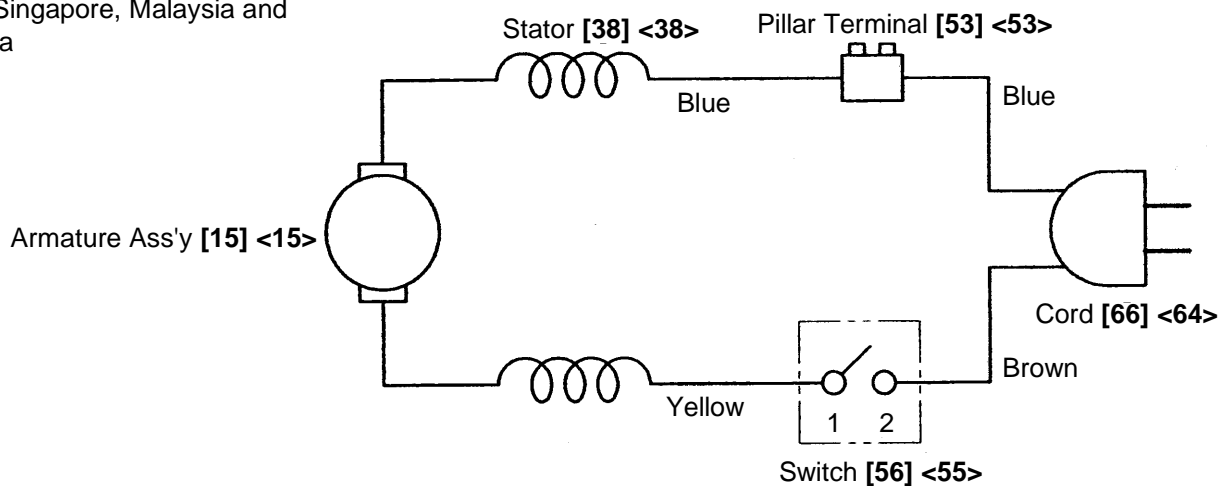 Singapore, Malaysia and
a
Stator [38] <38>
Pillar Terminal [53] <53>
Blue
Blue
Armature Ass'y [15] <15>
Cord [66] <64>
Brown
Yellow
1 2
Switch [56] <55>